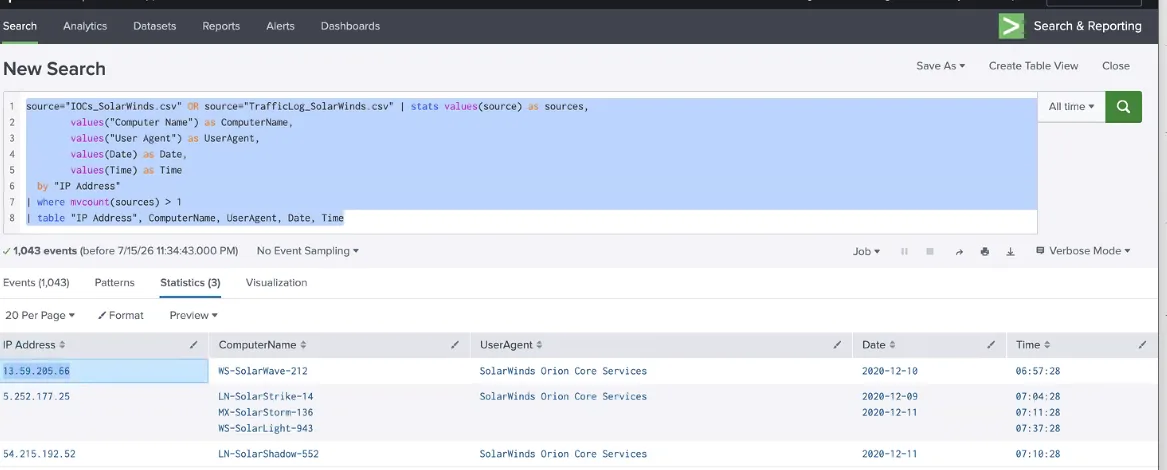 Search Analytics Datasets Reports Alerts Dashboards > Search & Reporting
New Search Save As Create Table View Close
1 source="IOCs_SolarWinds.csv" OR source="TrafficLog_SolarWinds.csv" | stats values(source) as sources, All time
2 values("Computer Name") as ComputerName,
3 values("User Agent") as UserAgent,
4 values(Date) as Date,
5 values(Time) as Time
6 by "IP Address"
7 | where mvcount(sources) > 1
8 | table "IP Address", ComputerName, UserAgent, Date, Time
✓ 1,043 events (before 7/15/26 11:34:43.000 PM) No Event Sampling Job Verbose Mode
Events (1,043) Patterns Statistics (3) Visualization
20 Per Page Format Preview
IP Address ComputerName UserAgent Date Time
13.59.205.66 WS-SolarWave-212 SolarWinds Orion Core Services 2020-12-10 06:57:28
5.252.177.25 LN-SolarStrike-14 SolarWinds Orion Core Services 2020-12-09 07:04:28
MX-SolarStorm-136 2020-12-11 07:11:28
WS-SolarLight-943 07:37:28
54.215.192.52 LN-SolarShadow-552 SolarWinds Orion Core Services 2020-12-11 07:10:28